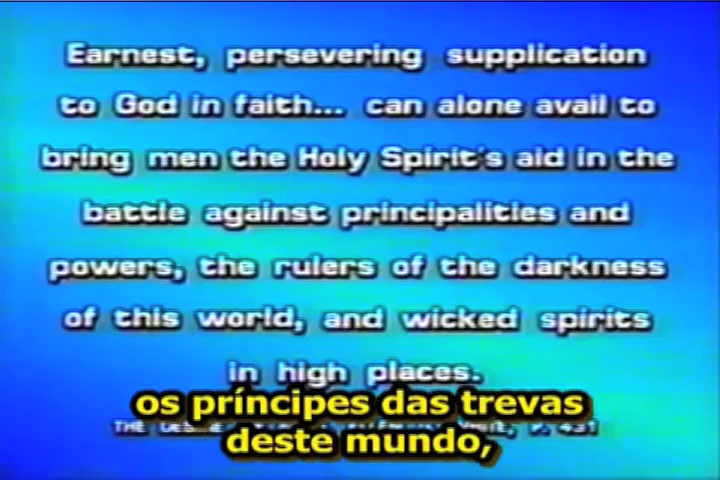 Earnest, persevering supplication
to God in faith... can alone avail to
bring men the Holy Spirit's aid in the
battle against principalities and
powers, the rulers of the darkness
of this world, and wicked spirits
in high places.
os príncipes das trevas
THE P. 431
deste mundo,